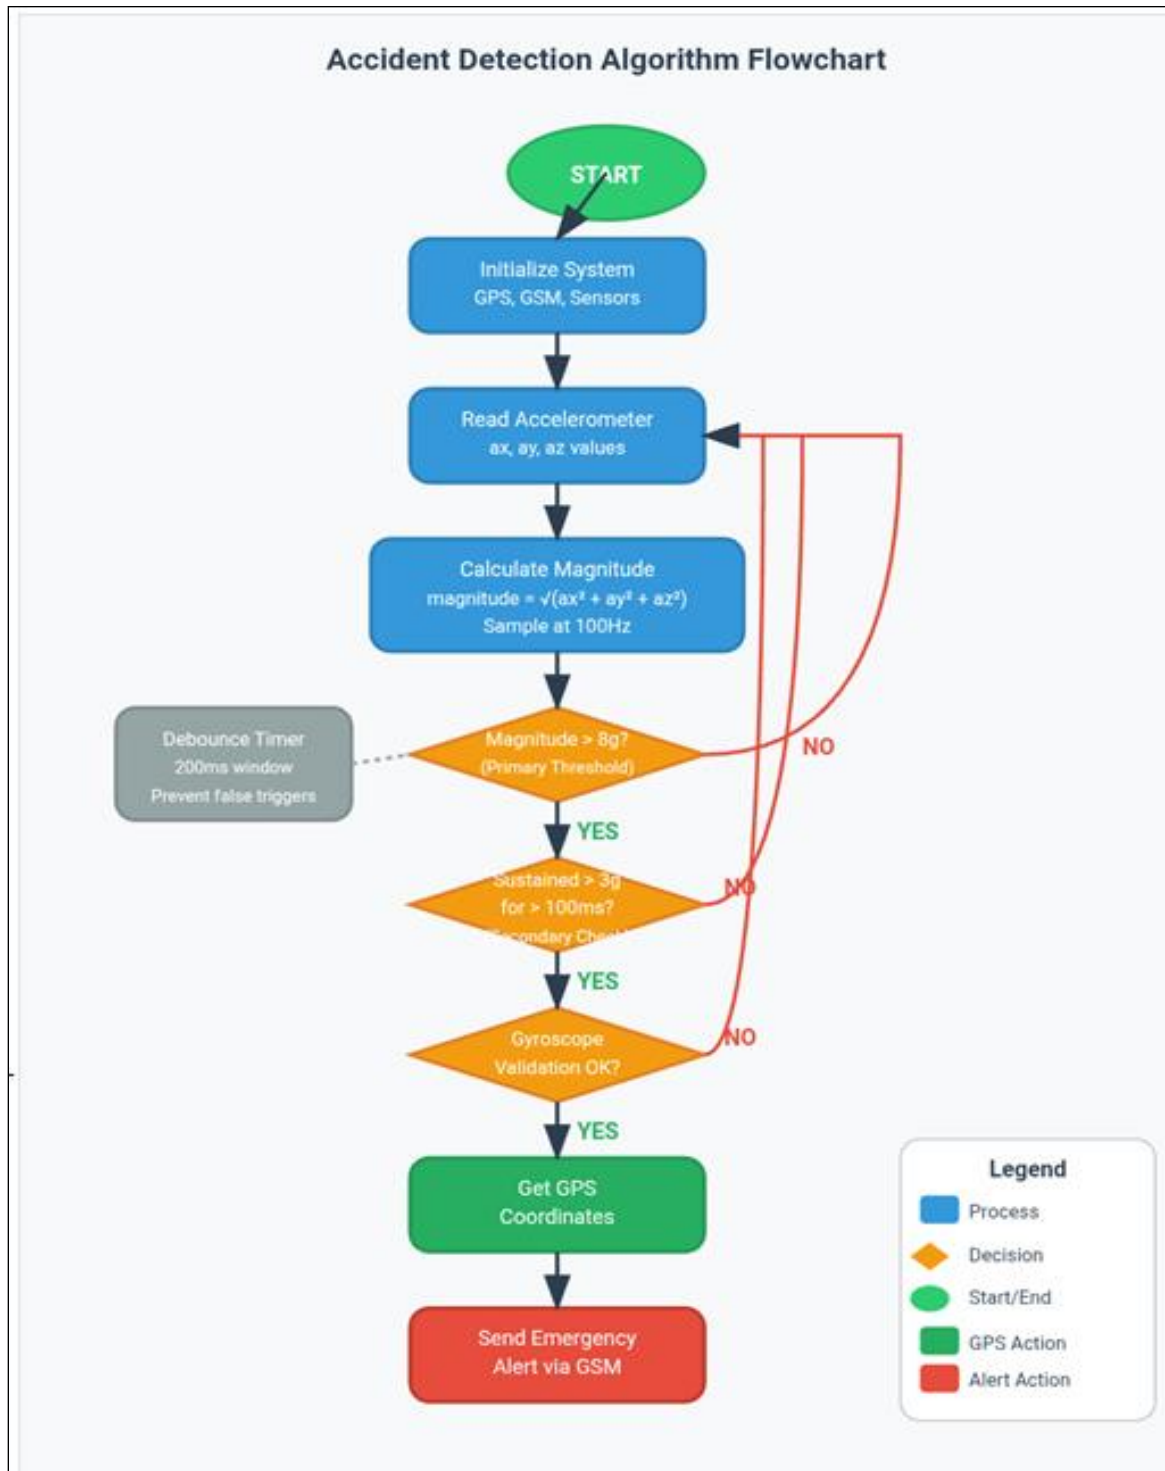 Accident Detection Algorithm Flowchart
START
Initialize System
GPS, GSM, Sensors
Read Accelerometer
ax, ay, az values
Calculate Magnitude
magnitude = √(ax² + ay² + az²)
Sample at 100Hz
Debounce Timer
200ms window
Prevent false triggers
Magnitude > 8g?
(Primary Threshold)
NO
YES
Sustained > 3g
for > 100ms?
Secondary Check
NO
YES
Gyroscope
Validation OK?
NO
YES
Get GPS
Coordinates
Send Emergency
Alert via GSM
Legend
Process
Decision
Start/End
GPS Action
Alert Action